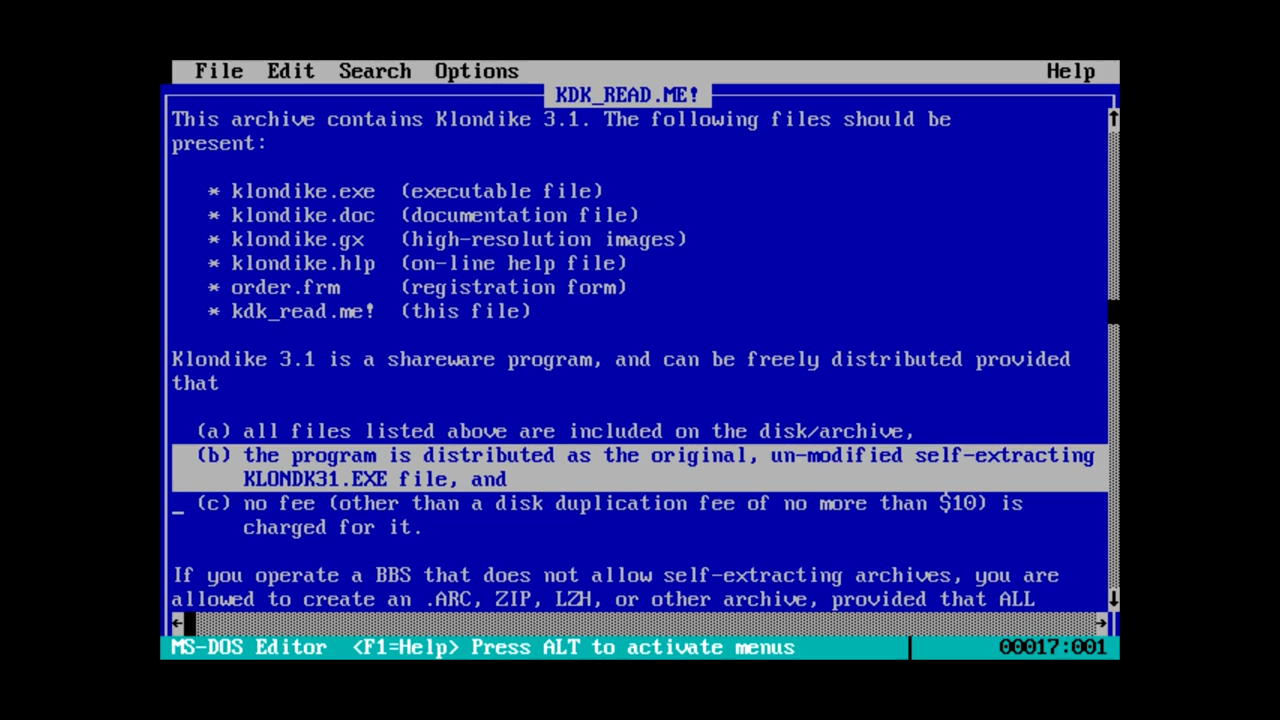 File Edit Search Options Help
KDK_READ.ME!
This archive contains Klondike 3.1. The following files should be
present:
* klondike.exe (executable file)
* klondike.doc (documentation file)
* klondike.gx (high-resolution images)
* klondike.hlp (on-line help file)
* order.frm (registration form)
* kdk_read.me! (this file)
Klondike 3.1 is a shareware program, and can be freely distributed provided
that
(a) all files listed above are included on the disk/archive,
(b) the program is distributed as the original, un-modified self-extracting
KLONDK31.EXE file, and
(c) no fee (other than a disk duplication fee of no more than $10) is
charged for it.
If you operate a BBS that does not allow self-extracting archives, you are
allowed to create an .ARC, ZIP, LZH, or other archive, provided that ALL
MS-DOS Editor <F1=Help> Press ALT to activate menus 00017:001